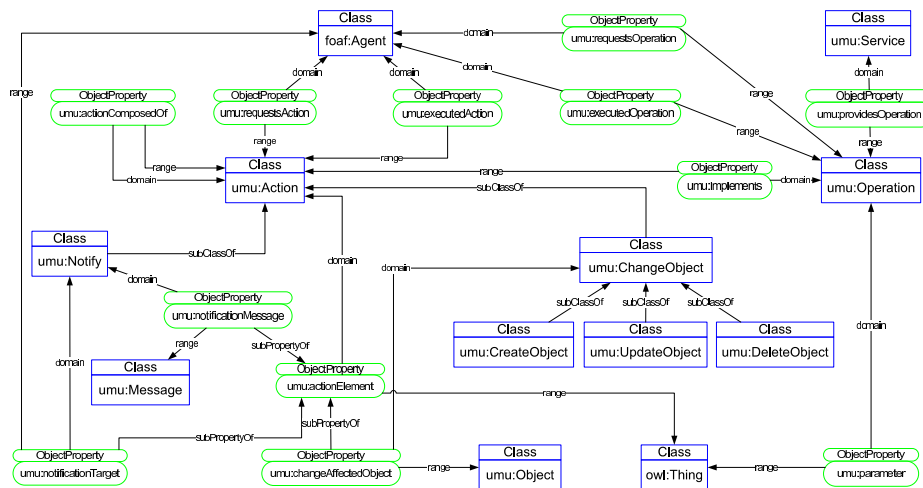 Class
foaf:Agent
ObjectProperty
umu:requestsOperation
Class
umu:Service
domain
domain
domain
domain
domain
range
range
ObjectProperty
umu:actionComposedOf
ObjectProperty
umu:requestsAction
ObjectProperty
umu:executedAction
ObjectProperty
umu:executedOperation
ObjectProperty
umu:providesOperation
range
range
range
range
Class
umu:Action
range
domain
range
ObjectProperty
umu:Implements
domain
Class
umu:Operation
subClassOf
Class
umu:Notify
subClassOf
domain
domain
Class
umu:ChangeObject
domain
ObjectProperty
umu:notificationMessage
subClassOf
subClassOf
subClassOf
range
subPropertyOf
Class
umu:CreateObject
Class
umu:UpdateObject
Class
umu:DeleteObject
domain
domain
Class
umu:Message
ObjectProperty
umu:actionElement
range
subPropertyOf
subPropertyOf
ObjectProperty
umu:notificationTarget
ObjectProperty
umu:changeAffectedObject
range
Class
umu:Object
Class
owl:Thing
range
ObjectProperty
umu:parameter